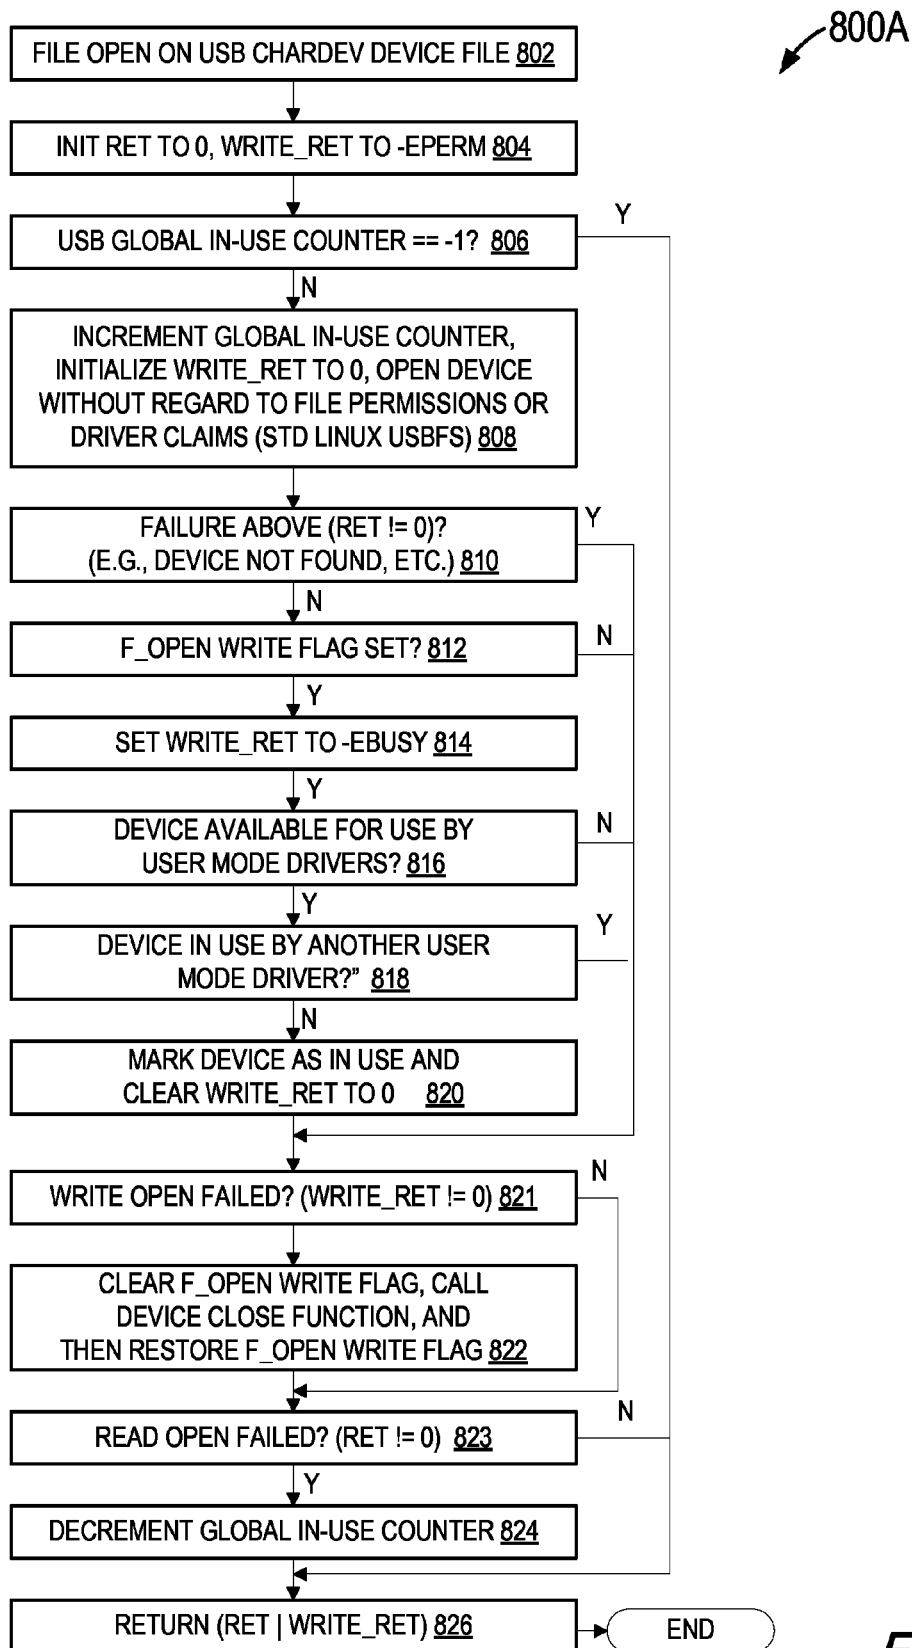 800A
FILE OPEN ON USB CHARDEV DEVICE FILE 802
INIT RET TO 0, WRITE_RET TO -EPERM 804
Y
USB GLOBAL IN-USE COUNTER == -1? 806
N
INCREMENT GLOBAL IN-USE COUNTER,
INITIALIZE WRITE_RET TO 0, OPEN DEVICE
WITHOUT REGARD TO FILE PERMISSIONS OR
DRIVER CLAIMS (STD LINUX USBFS) 808
FAILURE ABOVE (RET != 0)?
Y
(E.G., DEVICE NOT FOUND, ETC.) 810
N
F_OPEN WRITE FLAG SET? 812
N
Y
SET WRITE_RET TO -EBUSY 814
Y
DEVICE AVAILABLE FOR USE BY
N
USER MODE DRIVERS? 816
Y
Y
DEVICE IN USE BY ANOTHER USER
MODE DRIVER?” 818
N
MARK DEVICE AS IN USE AND
CLEAR WRITE_RET TO 0 820
N
WRITE OPEN FAILED? (WRITE_RET != 0) 821
CLEAR F_OPEN WRITE FLAG, CALL
DEVICE CLOSE FUNCTION, AND
THEN RESTORE F_OPEN WRITE FLAG 822
N
READ OPEN FAILED? (RET != 0) 823
Y
DECREMENT GLOBAL IN-USE COUNTER 824
RETURN (RET | WRITE_RET) 826
END